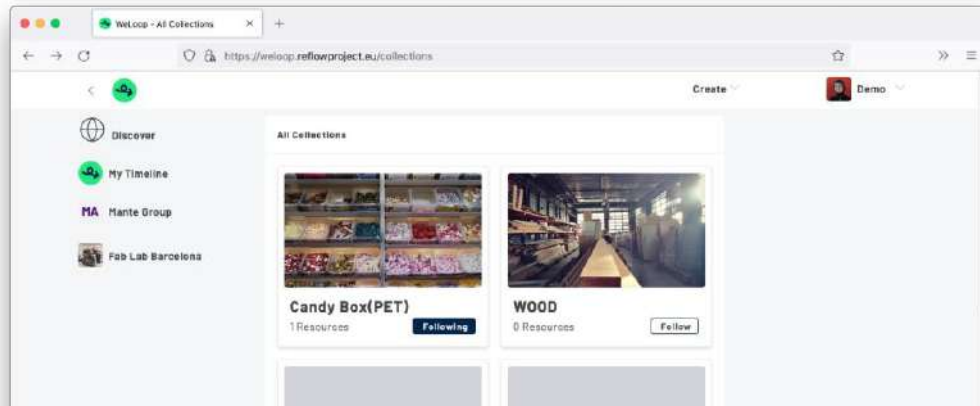 WeLoop - All Collections
https://weloop.reflowproject.eu/collections
Create
Demo
Discover
My Timeline
MA Mante Group
Fab Lab Barcelona
All Collections
Candy Box(PET)
1 Resources
Following
WOOD
0 Resources
Follow